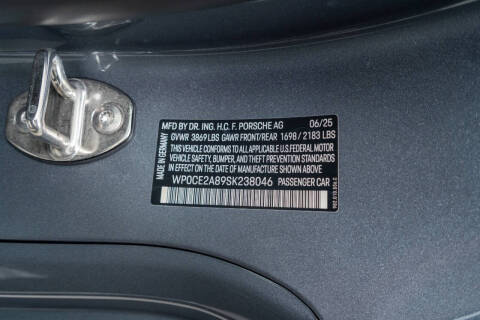 MFD BY DR. ING. H.C. F. PORSCHE AG 06/25
GVWR 3869 LBS GAWR FRONT/REAR 1698 / 2183 LBS
THIS VEHICLE CONFORMS TO ALL APPLICABLE U.S.FEDERAL MOTOR
VEHICLE SAFETY, BUMPER, AND THEFT PREVENTION STANDARDS
IN EFFECT ON THE DATE OF MANUFACTURE SHOWN ABOVE
WP0CE2A89SK238046 PASSENGER CAR
MADE IN GERMANY